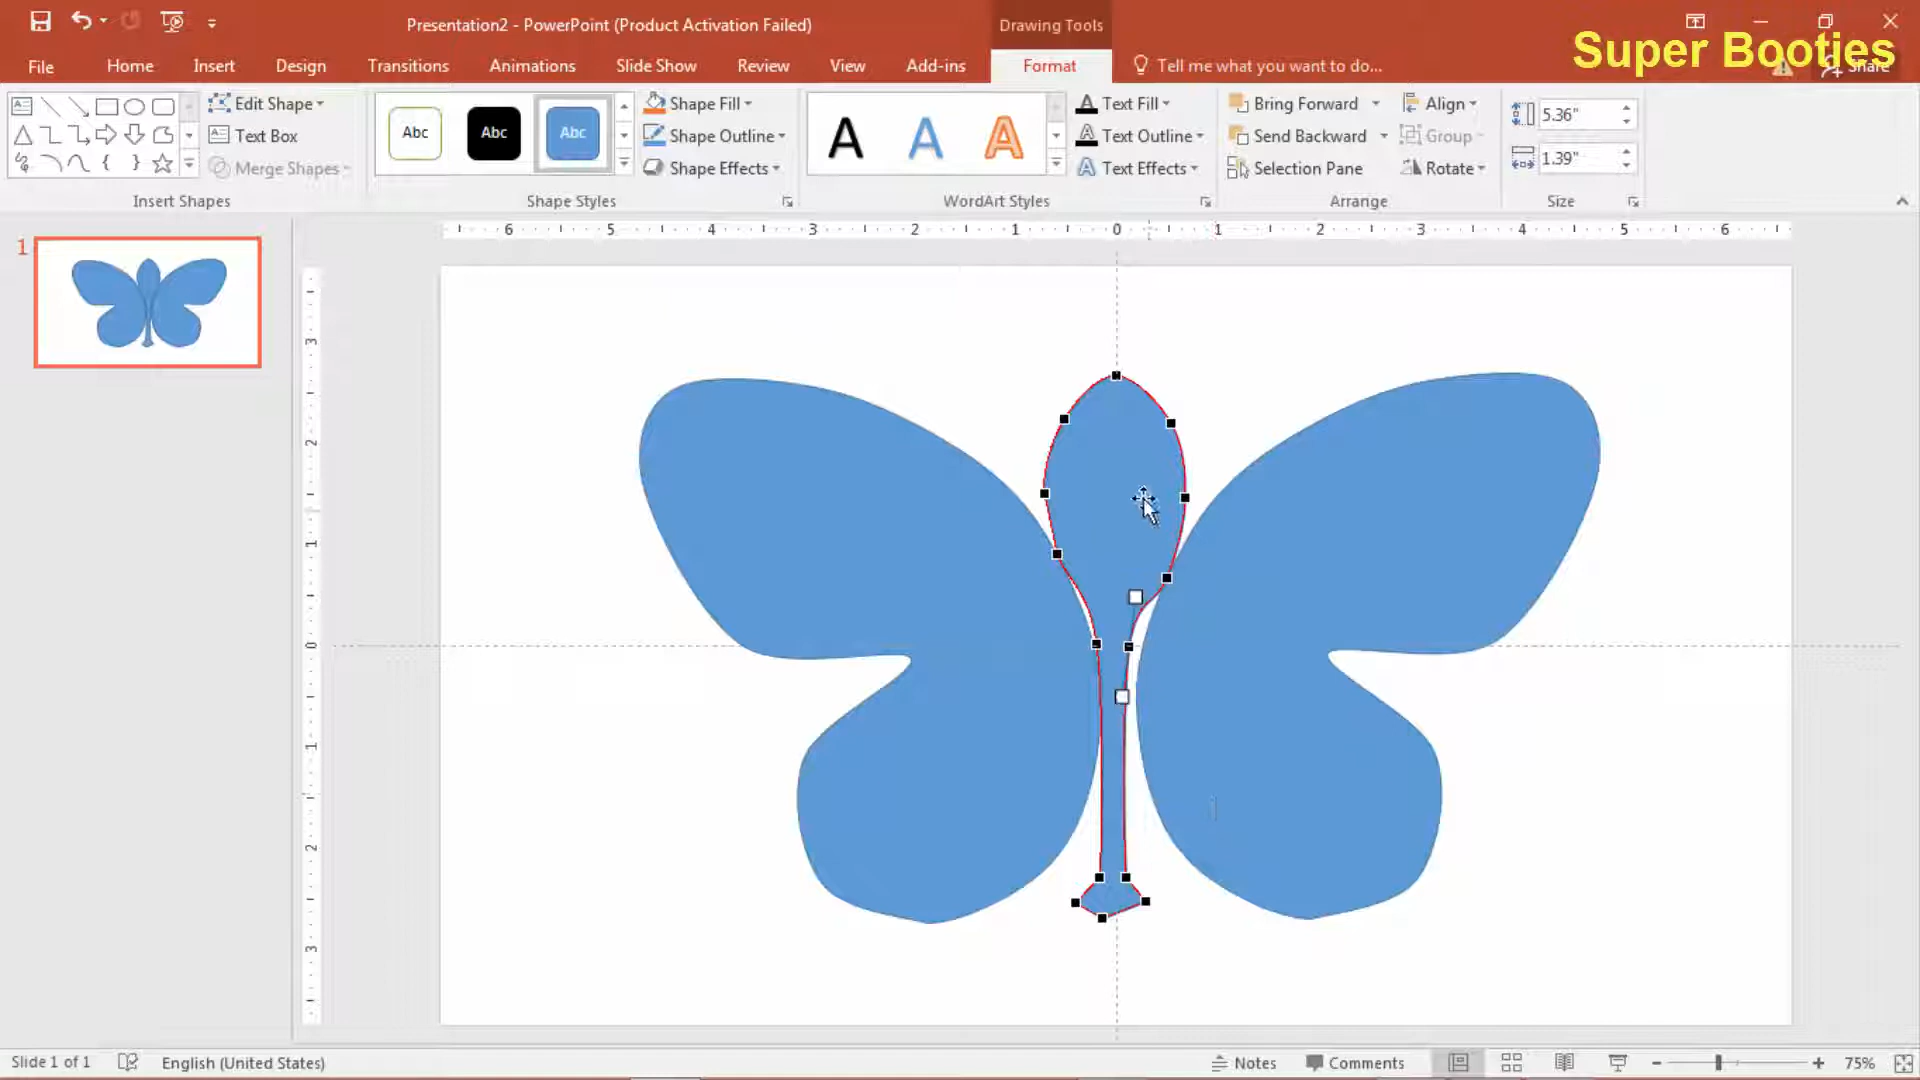 Presentation2 - PowerPoint (Product Activation Failed)
Drawing Tools
Super Booties
File Home Insert Design Transitions Animations Slide Show Review View Add-ins Format Tell me what you want to do... Share
Edit Shape
Text Box
Merge Shapes
Insert Shapes
Abc Abc Abc
Shape Fill
Shape Outline
Shape Effects
Shape Styles
A A A
WordArt Styles
Text Fill
Text Outline
Text Effects
Bring Forward
Send Backward
Selection Pane
Align
Group
Rotate
Arrange
5.36"
1.39"
Size
6 5 4 3 2 1 0 1 2 3 4 5 6
1
3
2
1
0
1
2
3
Slide 1 of 1 English (United States) Notes Comments 75%